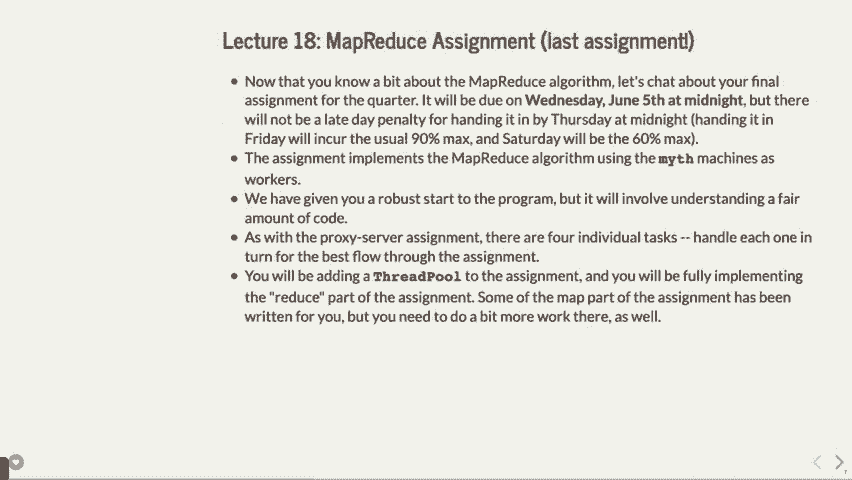 Lecture 18: MapReduce Assignment (last assignment!)
• Now that you know a bit about the MapReduce algorithm, let's chat about your final
assignment for the quarter. It will be due on Wednesday, June 5th at midnight, but there
will not be a late day penalty for handing it in by Thursday at midnight (handing it in
Friday will incur the usual 90% max, and Saturday will be the 60% max).
• The assignment implements the MapReduce algorithm using the myth machines as
workers.
• We have given you a robust start to the program, but it will involve understanding a fair
amount of code.
• As with the proxy-server assignment, there are four individual tasks -- handle each one in
turn for the best flow through the assignment.
• You will be adding a ThreadPool to the assignment, and you will be fully implementing
the "reduce" part of the assignment. Some of the map part of the assignment has been
written for you, but you need to do a bit more work there, as well.